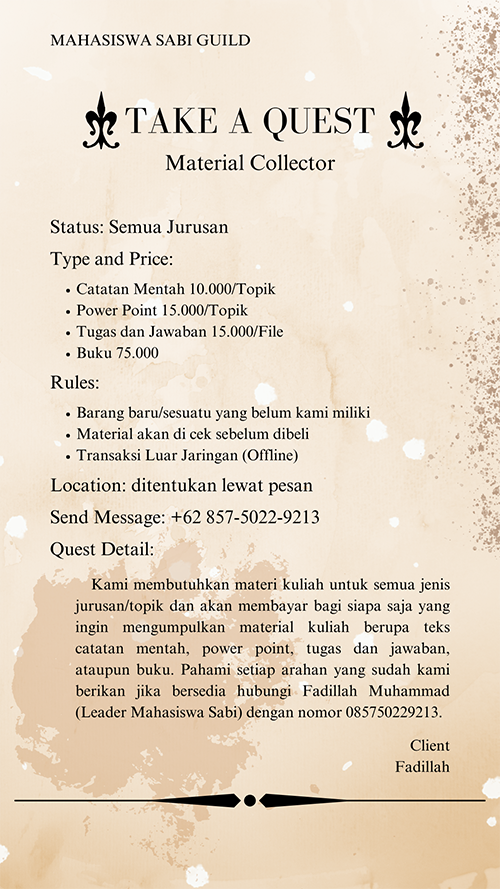 MAHASISWA SABI GUILD
TAKE A QUEST
Material Collector
Status: Semua Jurusan
Type and Price:
• Catatan Mentah 10.000/Topik
• Power Point 15.000/Topik
• Tugas dan Jawaban 15.000/File
• Buku 75.000
Rules:
• Barang baru/sesuatu yang belum kami miliki
• Material akan di cek sebelum dibeli
• Transaksi Luar Jaringan (Offline)
Location: ditentukan lewat pesan
Send Message: +62 857-5022-9213
Quest Detail:
Kami membutuhkan materi kuliah untuk semua jenis
jurusan/topik dan akan membayar bagi siapa saja yang
ingin mengumpulkan material kuliah berupa teks
catatan mentah, power point, tugas dan jawaban,
ataupun buku. Pahami setiap arahan yang sudah kami
berikan jika bersedia hubungi Fadillah Muhammad
(Leader Mahasiswa Sabi) dengan nomor 085750229213.
Client
Fadillah